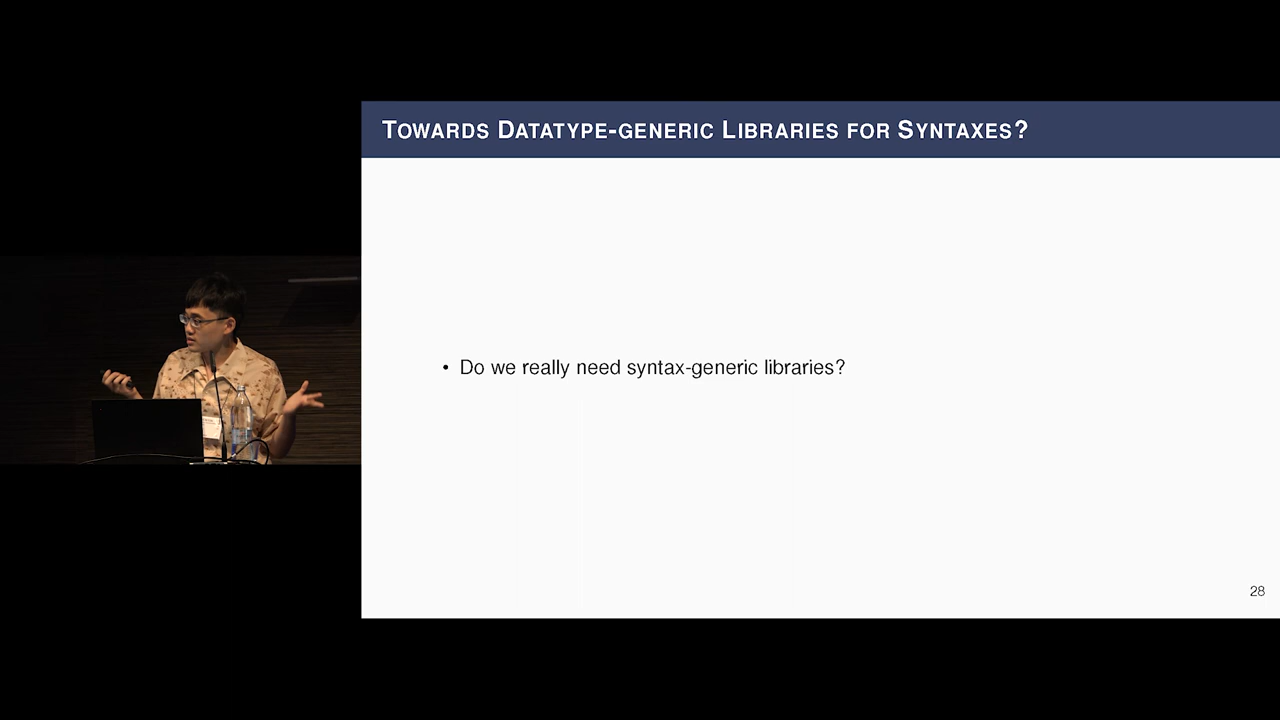 TOWARDS DATATYPE-GENERIC LIBRARIES FOR SYNTAXES?
• Do we really need syntax-generic libraries?
28